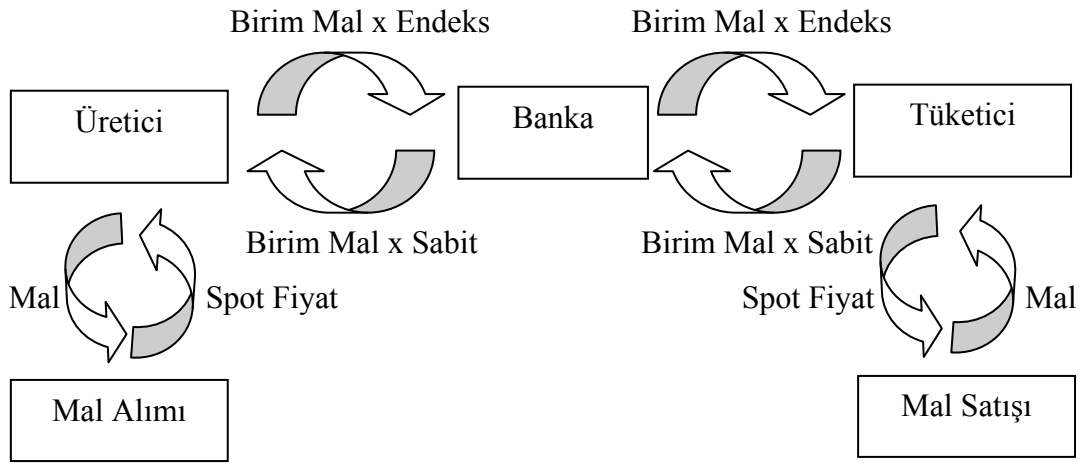 Birim Mal x Endeks
Birim Mal x Endeks
Üretici
Banka
Tüketici
Birim Mal x Sabit
Birim Mal x Sabit
Mal
Spot Fiyat
Spot Fiyat
Mal
Mal Alımı
Mal Satışı